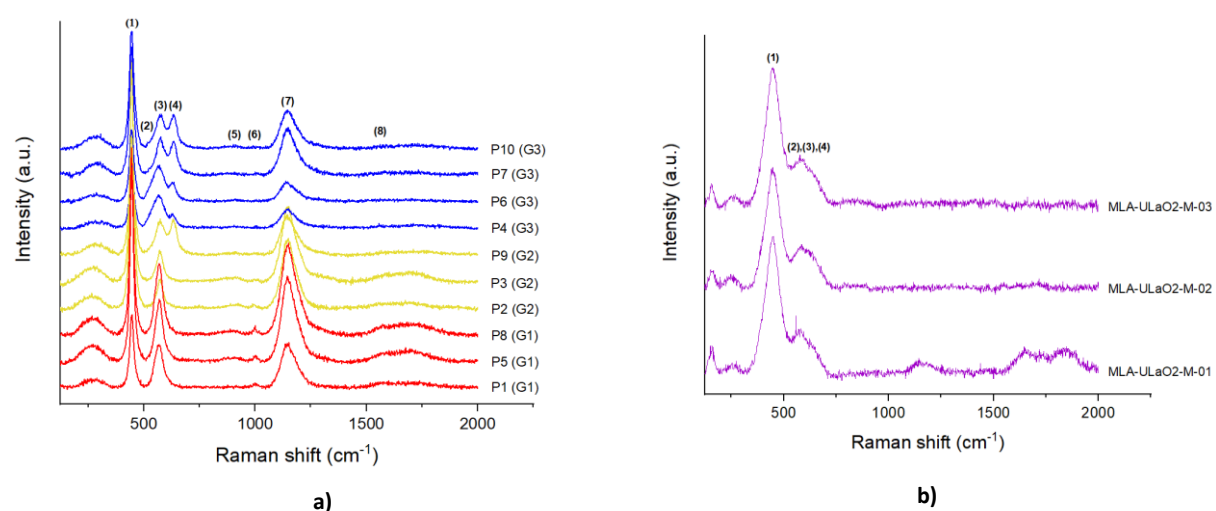 (1)
(7)
(3) (4)
(2)
(5) (6)
(8)
P10 (G3)
P7 (G3)
P6 (G3)
P4 (G3)
P9 (G2)
P3 (G2)
P2 (G2)
P8 (G1)
P5 (G1)
P1 (G1)
Intensity (a.u.)
500 1000 1500 2000
Raman shift (cm⁻¹)
a)
(1)
(2),(3),(4)
MLA-ULaO2-M-03
MLA-ULaO2-M-02
MLA-ULaO2-M-01
Intensity (a.u.)
500 1000 1500 2000
Raman shift (cm⁻¹)
b)